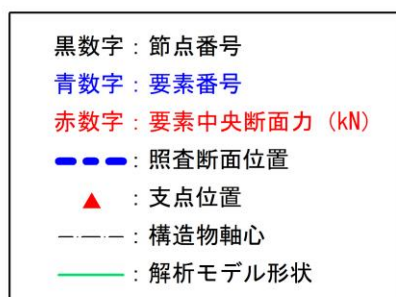 黒数字：節点番号
青数字：要素番号
赤数字：要素中央断面力（kN）
：照査断面位置
：支点位置
：構造物軸心
：解析モデル形状